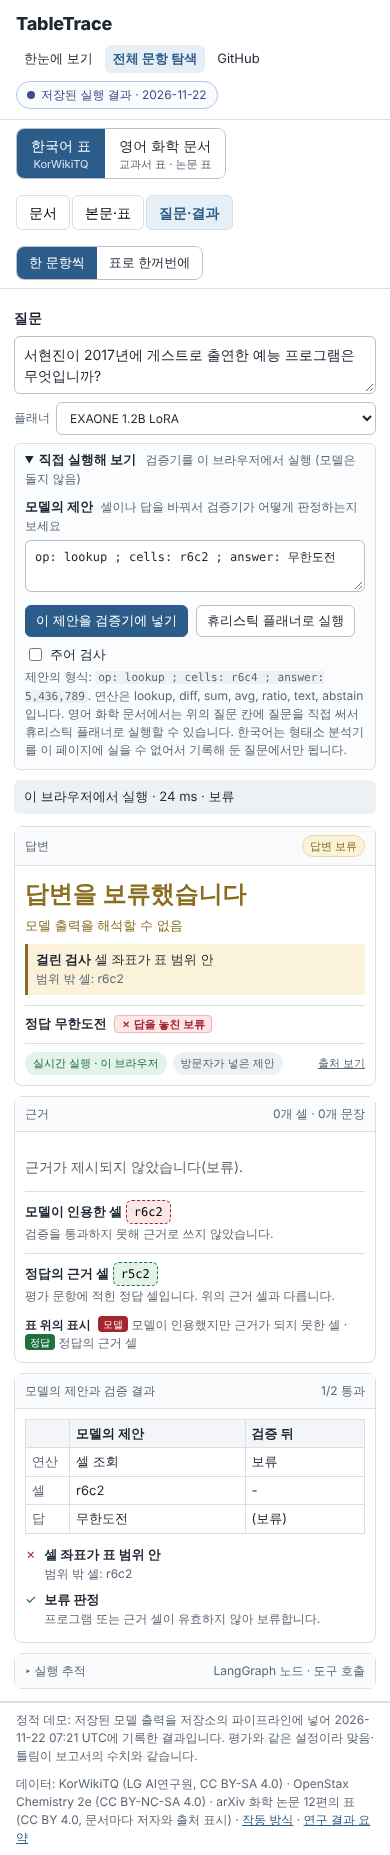 TableTrace
한눈에 보기 전체 문항 탐색 GitHub
저장된 실행 결과 · 2026-11-22
한국어 표 영어 화학 문서
KorWikiTQ 교과서 표 · 논문 표
문서 본문·표 질문·결과
한 문항씩 표로 한꺼번에
질문
서현진이 2017년에 게스트로 출연한 예능 프로그램은
무엇입니까?
플래너 EXAONE 1.2B LoRA
▼ 직접 실행해 보기 검증기를 이 브라우저에서 실행 (모델은
돌지 않음)
모델의 제안 셀이나 답을 바꿔서 검증기가 어떻게 판정하는지
보세요
op: lookup ; cells: r6c2 ; answer: 무한도전
이 제안을 검증기에 넣기 휴리스틱 플래너로 실행
주어 검사
제안의 형식: op: lookup ; cells: r6c4 ; answer:
5,436,789. 연산은 lookup, diff, sum, avg, ratio, text, abstain
입니다. 영어 화학 문서에서는 위의 질문 칸에 질문을 직접 써서
휴리스틱 플래너로 실행할 수 있습니다. 한국어는 형태소 분석기
를 이 페이지에 실을 수 없어서 기록해 둔 질문에서만 됩니다.
이 브라우저에서 실행 · 24 ms · 보류
답변 답변 보류
답변을 보류했습니다
모델 출력을 해석할 수 없음
걸린 검사 셀 좌표가 표 범위 안
범위 밖 셀: r6c2
정답 무한도전 × 답을 놓친 보류
실시간 실행 · 이 브라우저 방문자가 넣은 제안 출처 보기
근거 0개 셀 · 0개 문장
근거가 제시되지 않았습니다(보류).
모델이 인용한 셀 r6c2
검증을 통과하지 못해 근거로 쓰지 않았습니다.
정답의 근거 셀 r5c2
평가 문항에 적힌 정답 셀입니다. 위의 근거 셀과 다릅니다.
표 위의 표시 모델 모델이 인용했지만 근거가 되지 못한 셀 ·
정답 정답의 근거 셀
모델의 제안과 검증 결과 1/2 통과
모델의 제안 검증 뒤
연산 셀 조회 보류
셀 r6c2 -
답 무한도전 (보류)
× 셀 좌표가 표 범위 안
범위 밖 셀: r6c2
✓ 보류 판정
프로그램 또는 근거 셀이 유효하지 않아 보류합니다.
‣ 실행 추적 LangGraph 노드 · 도구 호출
정적 데모: 저장된 모델 출력을 저장소의 파이프라인에 넣어 2026-
11-22 07:21 UTC에 기록한 결과입니다. 평가와 같은 설정이라 맞음·
틀림이 보고서의 수치와 같습니다.
데이터: KorWikiTQ (LG AI연구원, CC BY-SA 4.0) · OpenStax
Chemistry 2e (CC BY-NC-SA 4.0) · arXiv 화학 논문 12편의 표
(CC BY 4.0, 문서마다 저자와 출처 표시) · 작동 방식 · 연구 결과 요
약